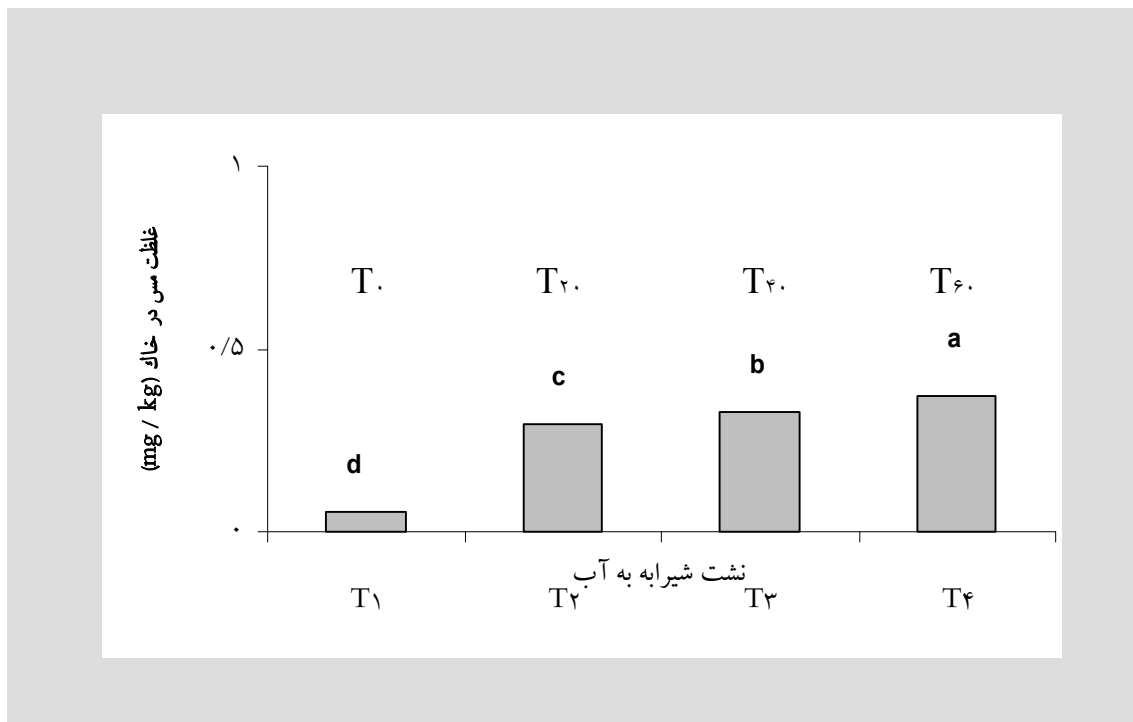 ۱
غلظت مس در خاك (mg / kg)
T۰ T۲۰ T۴۰ T۶۰
۰/۵
a
b
c
d
۰
نشت شیرابه به آب
T۱ T۲ T۳ T۴